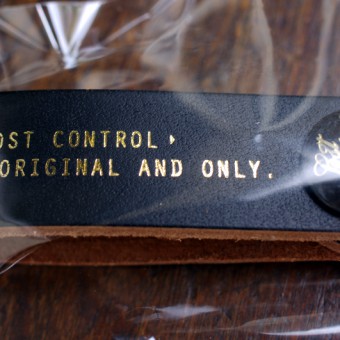 OST CONTROL
ORIGINAL AND ONLY.